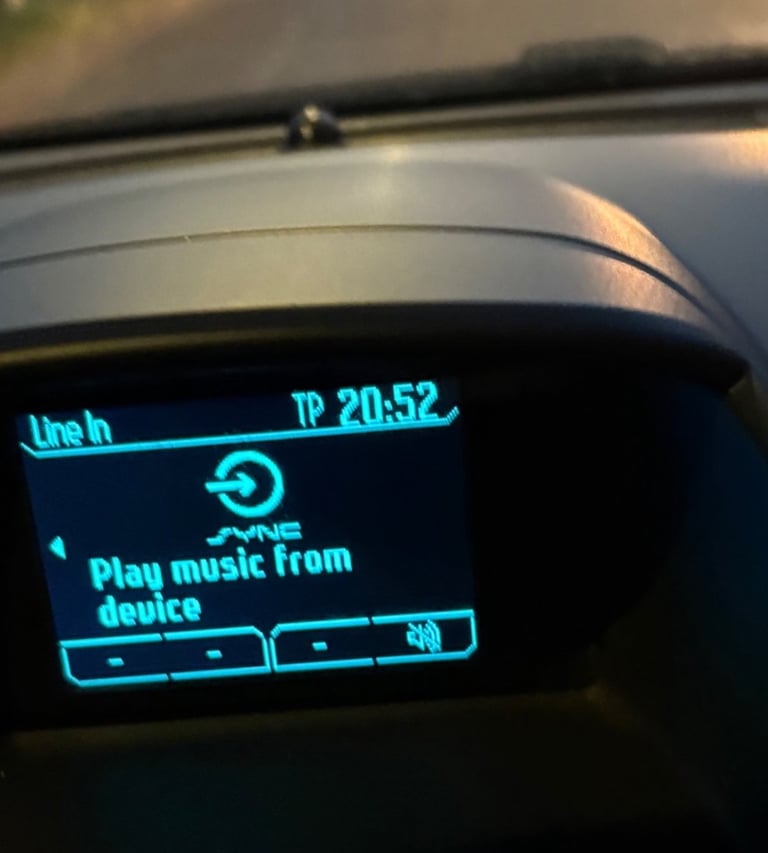 Line In TP 20:52
SYNC
Play music from
device